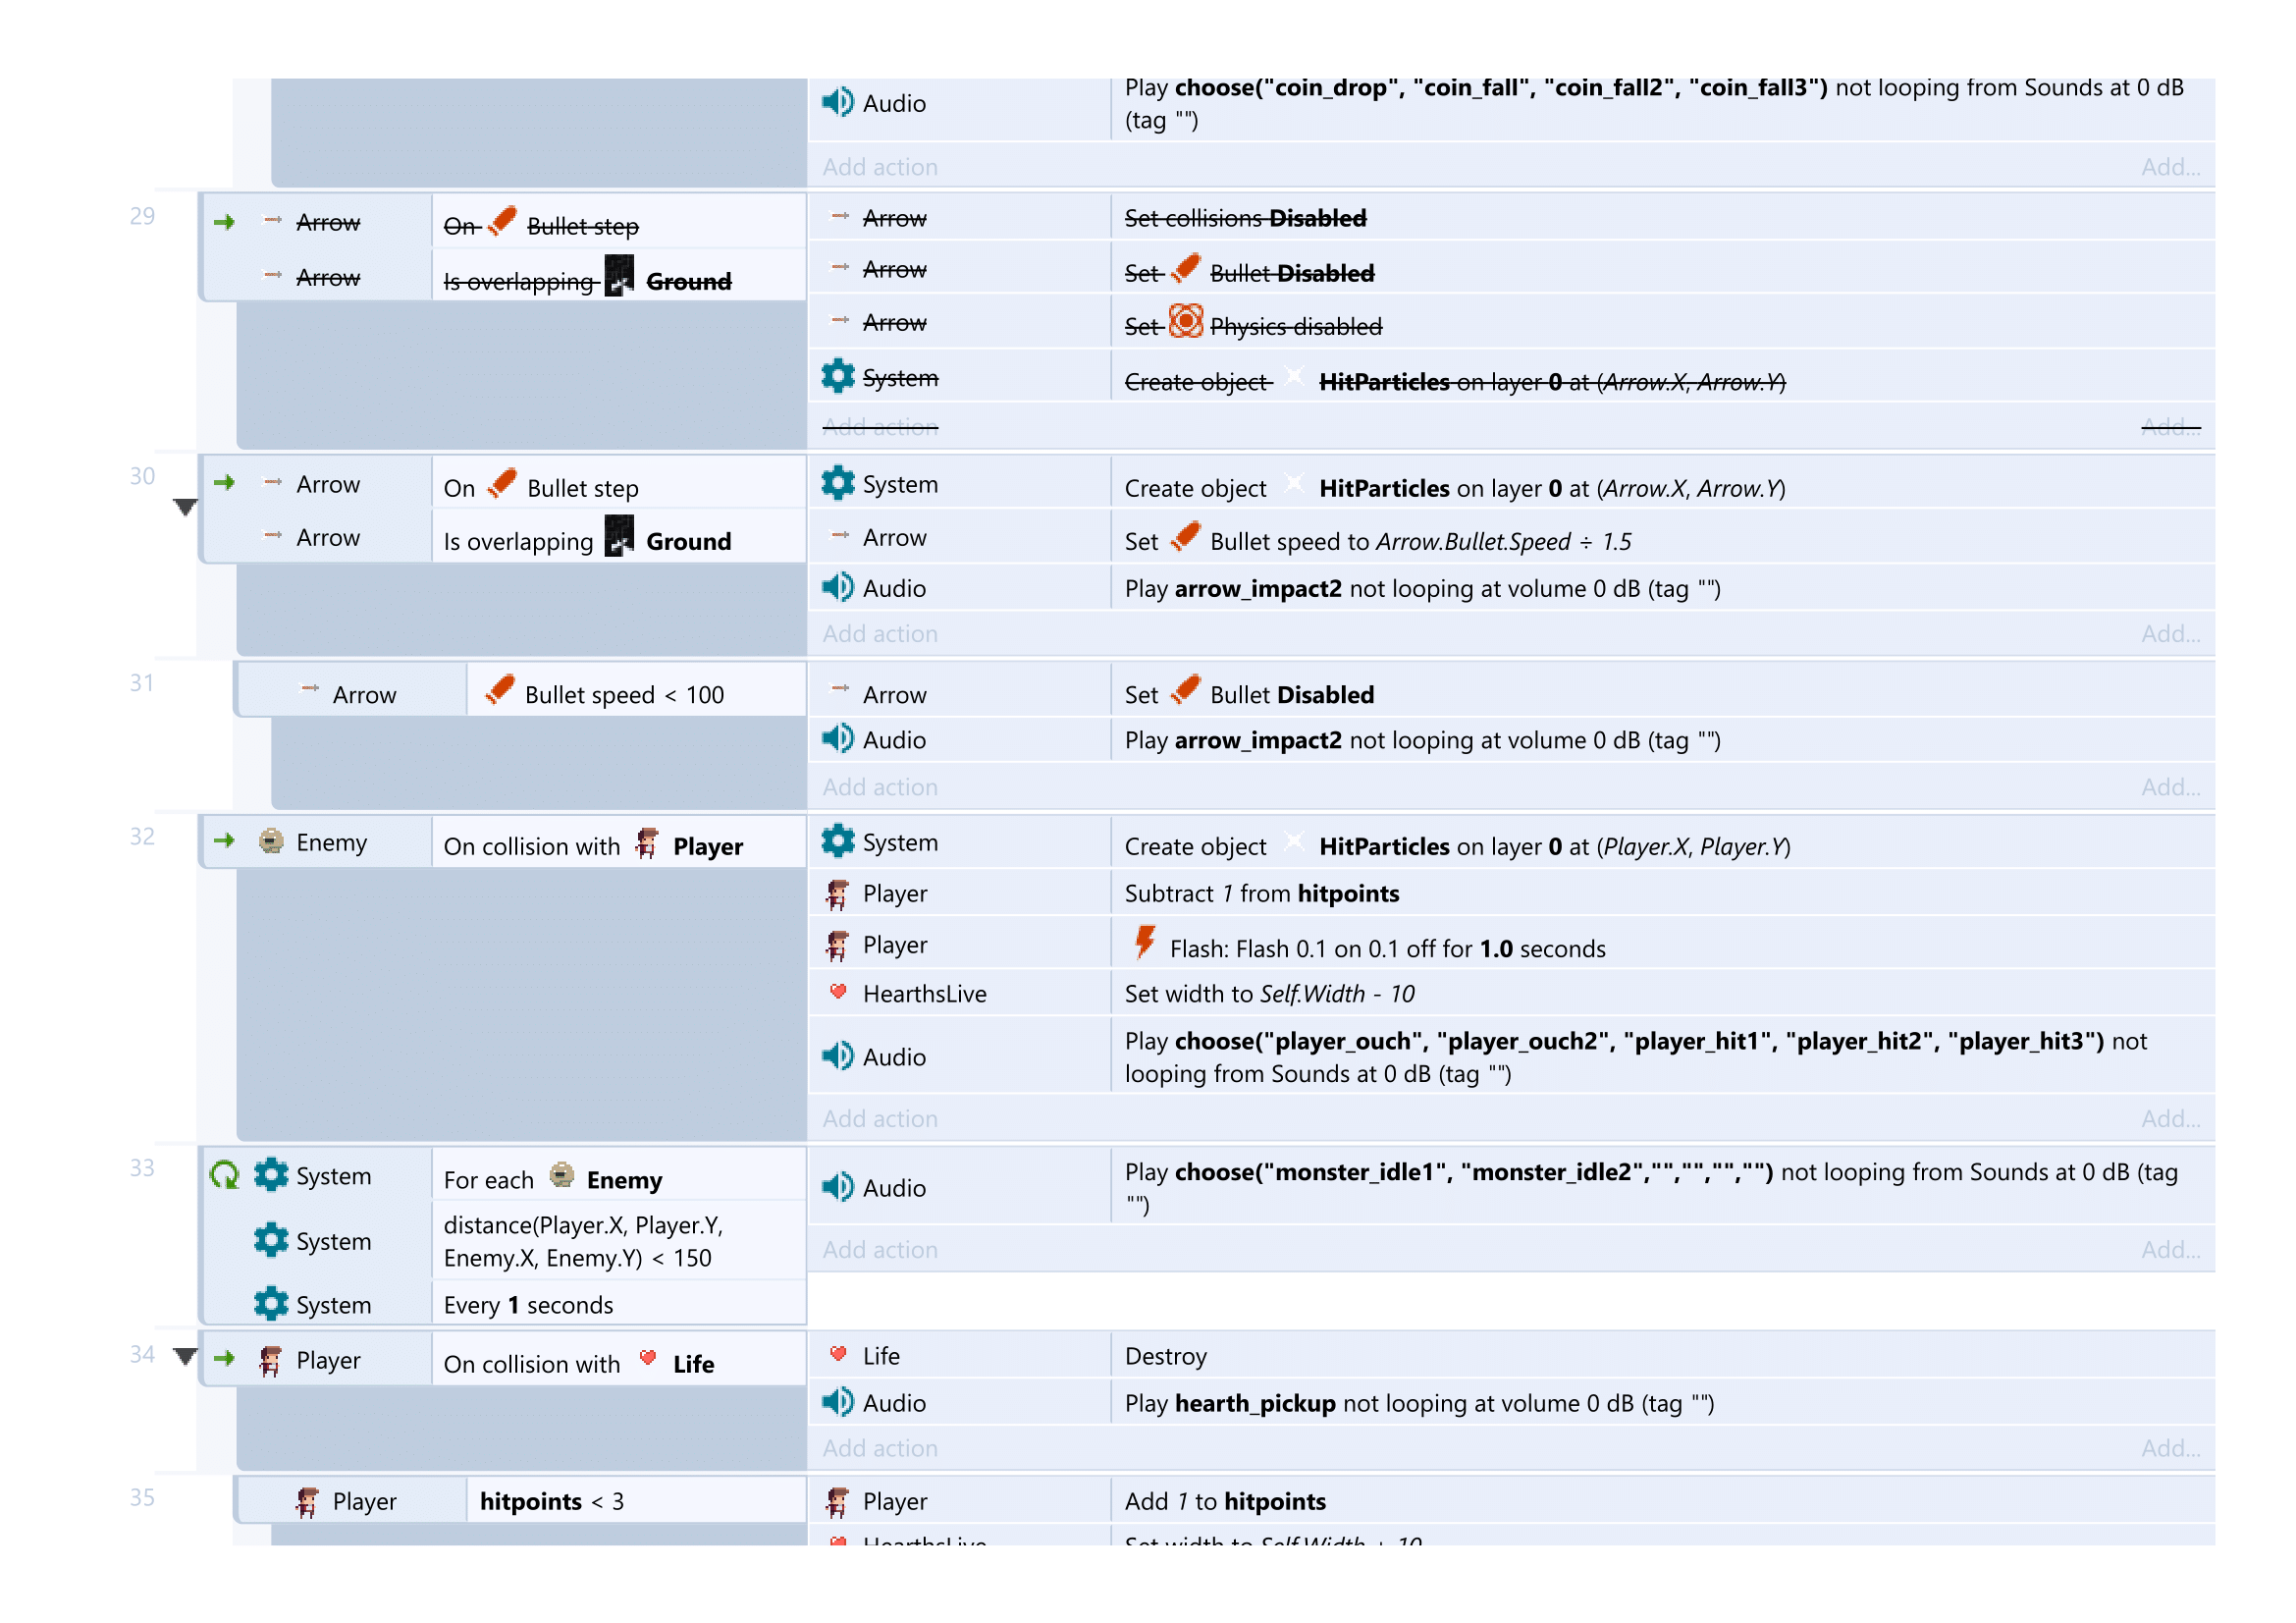 Audio Play choose("coin_drop", "coin_fall", "coin_fall2", "coin_fall3") not looping from Sounds at 0 dB
(tag "")
Add action Add...
29 Arrow On Bullet step Arrow Set collisions Disabled
Arrow Is overlapping Ground Arrow Set Bullet Disabled
Arrow Set Physics disabled
System Create object HitParticles on layer 0 at (Arrow.X, Arrow.Y)
Add action Add...
30 Arrow On Bullet step System Create object HitParticles on layer 0 at (Arrow.X, Arrow.Y)
Arrow Is overlapping Ground Arrow Set Bullet speed to Arrow.Bullet.Speed ÷ 1.5
Audio Play arrow_impact2 not looping at volume 0 dB (tag "")
Add action Add...
31 Arrow Bullet speed < 100 Arrow Set Bullet Disabled
Audio Play arrow_impact2 not looping at volume 0 dB (tag "")
Add action Add...
32 Enemy On collision with Player System Create object HitParticles on layer 0 at (Player.X, Player.Y)
Player Subtract 1 from hitpoints
Player Flash: Flash 0.1 on 0.1 off for 1.0 seconds
HearthsLive Set width to Self.Width - 10
Audio Play choose("player_ouch", "player_ouch2", "player_hit1", "player_hit2", "player_hit3") not
looping from Sounds at 0 dB (tag "")
Add action Add...
33 System For each Enemy Audio Play choose("monster_idle1", "monster_idle2","","","","") not looping from Sounds at 0 dB (tag
"")
System distance(Player.X, Player.Y,
Enemy.X, Enemy.Y) < 150 Add action Add...
System Every 1 seconds
34 Player On collision with Life Life Destroy
Audio Play hearth_pickup not looping at volume 0 dB (tag "")
Add action Add...
35 Player hitpoints < 3 Player Add 1 to hitpoints
HearthsLive Set width to Self.Width + 10